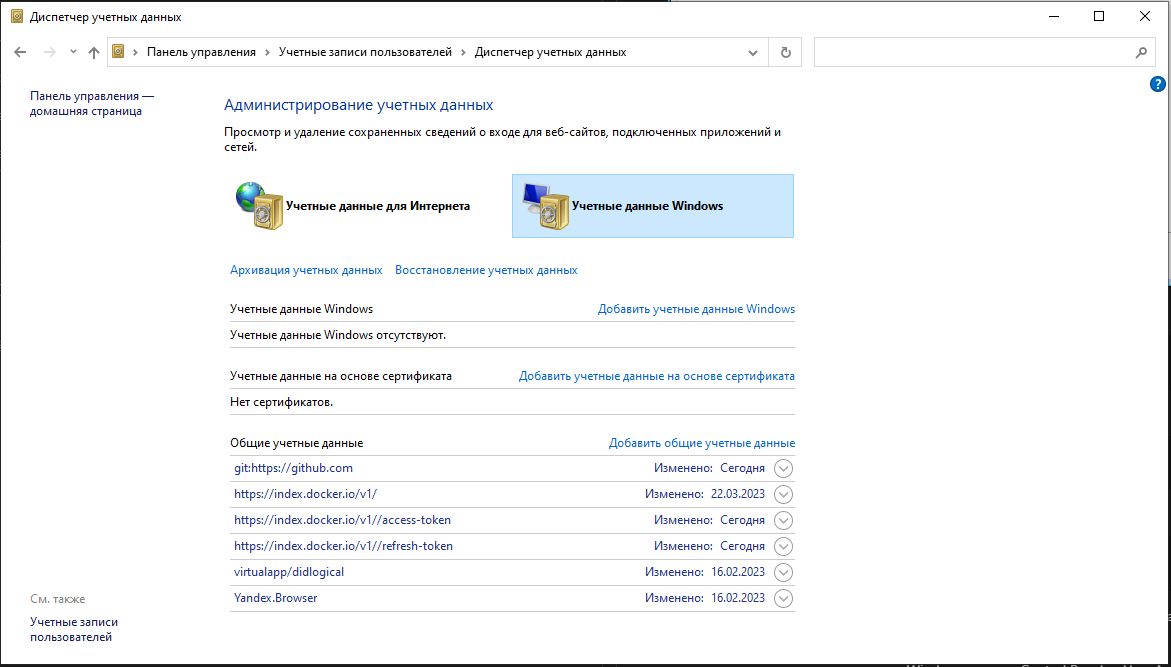 Диспетчер учетных данных
Панель управления > Учетные записи пользователей > Диспетчер учетных данных
Панель управления —
домашняя страница
Администрирование учетных данных
Просмотр и удаление сохраненных сведений о входе для веб-сайтов, подключенных приложений и
сетей.
Учетные данные для Интернета
Учетные данные Windows
Архивация учетных данных Восстановление учетных данных
Учетные данные Windows Добавить учетные данные Windows
Учетные данные Windows отсутствуют.
Учетные данные на основе сертификата Добавить учетные данные на основе сертификата
Нет сертификатов.
Общие учетные данные Добавить общие учетные данные
git:https://github.com Изменено: Сегодня
https://index.docker.io/v1/ Изменено: 22.03.2023
https://index.docker.io/v1//access-token Изменено: Сегодня
https://index.docker.io/v1//refresh-token Изменено: Сегодня
virtualapp/didlogical Изменено: 16.02.2023
Yandex.Browser Изменено: 16.02.2023
См. также
Учетные записи
пользователей